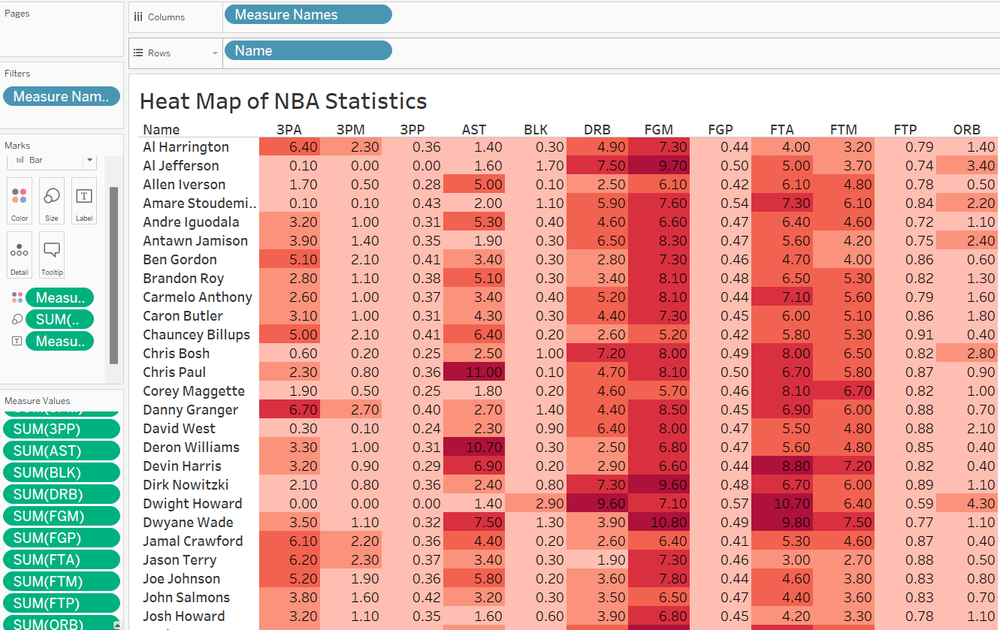 Pages
Columns
Measure Names
Rows
Name
Filters
Measure Nam..
Marks
Bar
Color
Size
Label
Detail
Tooltip
Measu..
SUM(..
Measu..
Measure Values
SUM(3PP)
SUM(AST)
SUM(BLK)
SUM(DRB)
SUM(FGM)
SUM(FGP)
SUM(FTA)
SUM(FTM)
SUM(FTP)
SUM(ORB)
Heat Map of NBA Statistics
Name 3PA 3PM 3PP AST BLK DRB FGM FGP FTA FTM FTP ORB
Al Harrington 6.40 2.30 0.36 1.40 0.30 4.90 7.30 0.44 4.00 3.20 0.79 1.40
Al Jefferson 0.10 0.00 0.00 1.60 1.70 7.50 9.70 0.50 5.00 3.70 0.74 3.40
Allen Iverson 1.70 0.50 0.28 5.00 0.10 2.50 6.10 0.42 6.10 4.80 0.78 0.50
Amare Stoudemi.. 0.10 0.10 0.43 2.00 1.10 5.90 7.60 0.54 7.30 6.10 0.84 2.20
Andre Iguodala 3.20 1.00 0.31 5.30 0.40 4.60 6.60 0.47 6.40 4.60 0.72 1.10
Antawn Jamison 3.90 1.40 0.35 1.90 0.30 6.50 8.30 0.47 5.60 4.20 0.75 2.40
Ben Gordon 5.10 2.10 0.41 3.40 0.30 2.80 7.30 0.46 4.70 4.00 0.86 0.60
Brandon Roy 2.80 1.10 0.38 5.10 0.30 3.40 8.10 0.48 6.50 5.30 0.82 1.30
Carmelo Anthony 2.60 1.00 0.37 3.40 0.40 5.20 8.10 0.44 7.10 5.60 0.79 1.60
Caron Butler 3.10 1.00 0.31 4.30 0.30 4.40 7.30 0.45 6.00 5.10 0.86 1.80
Chauncey Billups 5.00 2.10 0.41 6.40 0.20 2.60 5.20 0.42 5.80 5.30 0.91 0.40
Chris Bosh 0.60 0.20 0.25 2.50 1.00 7.20 8.00 0.49 8.00 6.50 0.82 2.80
Chris Paul 2.30 0.80 0.36 11.00 0.10 4.70 8.10 0.50 6.70 5.80 0.87 0.90
Corey Maggette 1.90 0.50 0.25 1.80 0.20 4.60 5.70 0.46 8.10 6.70 0.82 1.00
Danny Granger 6.70 2.70 0.40 2.70 1.40 4.40 8.50 0.45 6.90 6.00 0.88 0.70
David West 0.30 0.10 0.24 2.30 0.90 6.40 8.00 0.47 5.50 4.80 0.88 2.10
Deron Williams 3.30 1.00 0.31 10.70 0.30 2.50 6.80 0.47 5.60 4.80 0.85 0.40
Devin Harris 3.20 0.90 0.29 6.90 0.20 2.90 6.60 0.44 8.80 7.20 0.82 0.40
Dirk Nowitzki 2.10 0.80 0.36 2.40 0.80 7.30 9.60 0.48 6.70 6.00 0.89 1.10
Dwight Howard 0.00 0.00 0.00 1.40 2.90 9.60 7.10 0.57 10.70 6.40 0.59 4.30
Dwyane Wade 3.50 1.10 0.32 7.50 1.30 3.90 10.80 0.49 9.80 7.50 0.77 1.10
Jamal Crawford 6.10 2.20 0.36 4.40 0.20 2.60 6.40 0.41 5.30 4.60 0.87 0.40
Jason Terry 6.20 2.30 0.37 3.40 0.30 1.90 7.30 0.46 3.00 2.70 0.88 0.50
Joe Johnson 5.20 1.90 0.36 5.80 0.20 3.60 7.80 0.44 4.60 3.80 0.83 0.80
John Salmons 3.80 1.60 0.42 3.20 0.30 3.50 6.50 0.47 4.40 3.60 0.83 0.70
Josh Howard 3.20 1.10 0.35 1.60 0.60 3.90 6.80 0.45 4.20 3.30 0.78 1.10